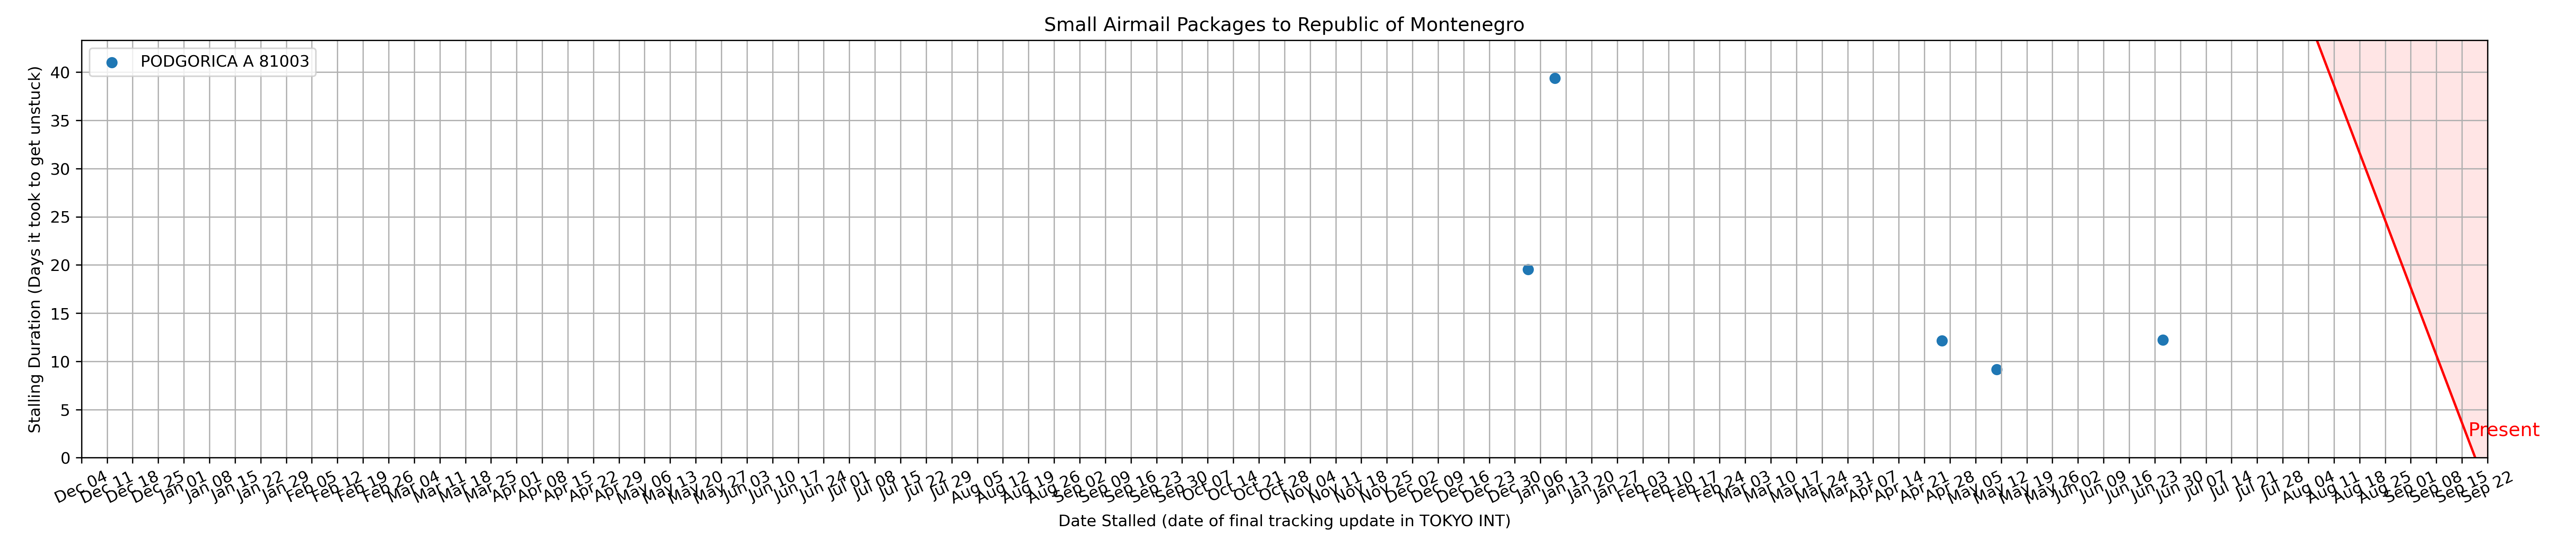 Small Airmail Packages to Republic of Montenegro
PODGORICA A 81003
Stalling Duration (Days it took to get unstuck)
40
35
30
25
20
15
10
5
0
Present
Dec 04 Dec 11 Dec 18 Dec 25 Jan 01 Jan 08 Jan 15 Jan 22 Jan 29 Feb 05 Feb 12 Feb 19 Feb 26 Mar 04 Mar 11 Mar 18 Mar 25 Apr 01 Apr 08 Apr 15 Apr 22 Apr 29 May 06 May 13 May 20 May 27 Jun 03 Jun 10 Jun 17 Jun 24 Jul 01 Jul 08 Jul 15 Jul 22 Jul 29 Aug 05 Aug 12 Aug 19 Aug 26 Sep 02 Sep 09 Sep 16 Sep 23 Sep 30 Oct 07 Oct 14 Oct 21 Oct 28 Nov 04 Nov 11 Nov 18 Nov 25 Dec 02 Dec 09 Dec 16 Dec 23 Dec 30 Jan 06 Jan 13 Jan 20 Jan 27 Feb 03 Feb 10 Feb 17 Feb 24 Mar 03 Mar 10 Mar 17 Mar 24 Mar 31 Apr 07 Apr 14 Apr 21 Apr 28 May 05 May 12 May 19 May 26 Jun 02 Jun 09 Jun 16 Jun 23 Jun 30 Jul 07 Jul 14 Jul 21 Jul 28 Aug 04 Aug 11 Aug 18 Aug 25 Sep 01 Sep 08 Sep 15 Sep 22
Date Stalled (date of final tracking update in TOKYO INT)